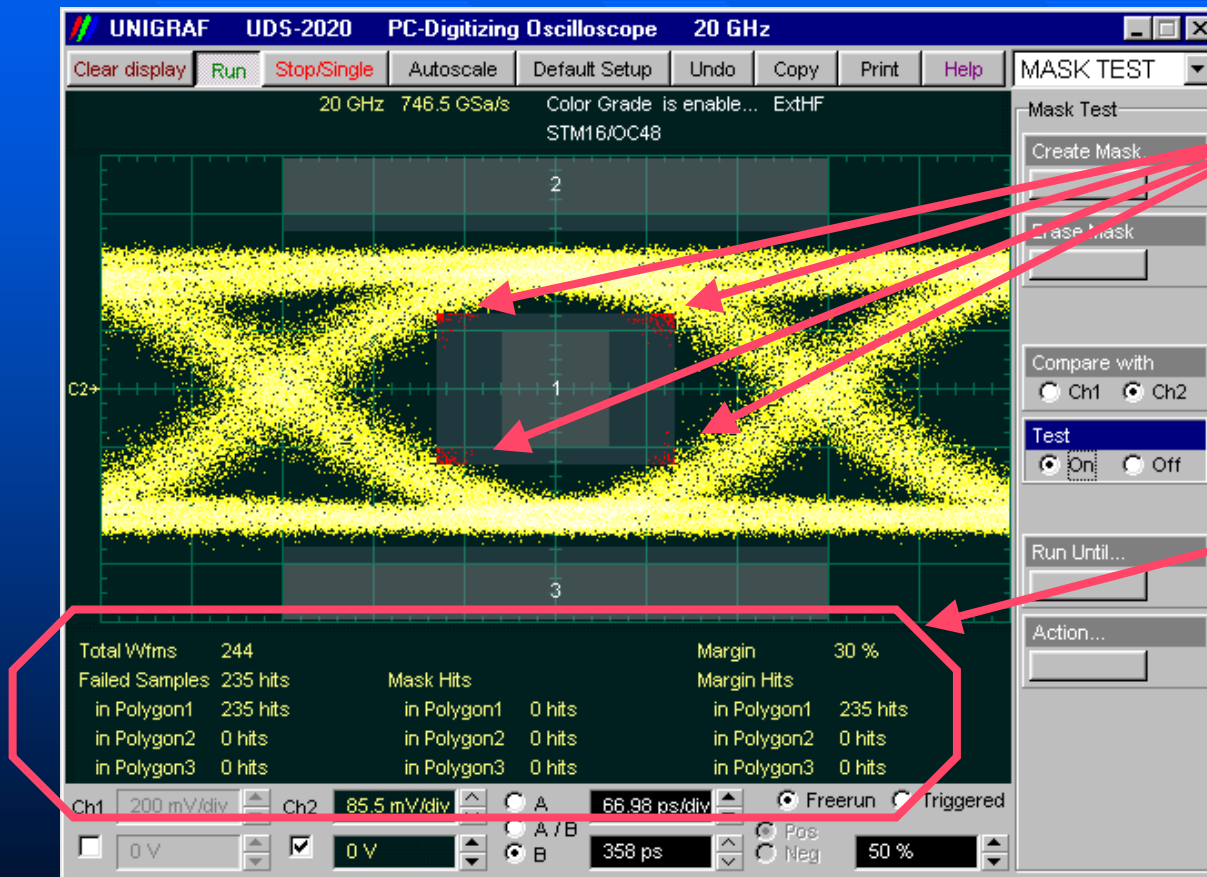 UNIGRAF UDS-2020 PC-Digitizing Oscilloscope 20 GHz
Clear display Run Stop/Single Autoscale Default Setup Undo Copy Print Help MASK TEST
20 GHz 746.5 GSa/s Color Grade is enable... ExtHF
STM16/OC48
Mask Test
Create Mask...
Erase Mask
2
C2
1
3
Compare with
Ch1 Ch2
Test
On Off
Run Until...
Action...
Total Wfms 244 Margin 30 %
Failed Samples 235 hits Mask Hits Margin Hits
in Polygon1 235 hits in Polygon1 0 hits in Polygon1 235 hits
in Polygon2 0 hits in Polygon2 0 hits in Polygon2 0 hits
in Polygon3 0 hits in Polygon3 0 hits in Polygon3 0 hits
Ch1 200 mV/div Ch2 85.5 mV/div A 66.98 ps/div Freerun Triggered
A / B Pos
0 V 0 V B 358 ps Neg 50 %